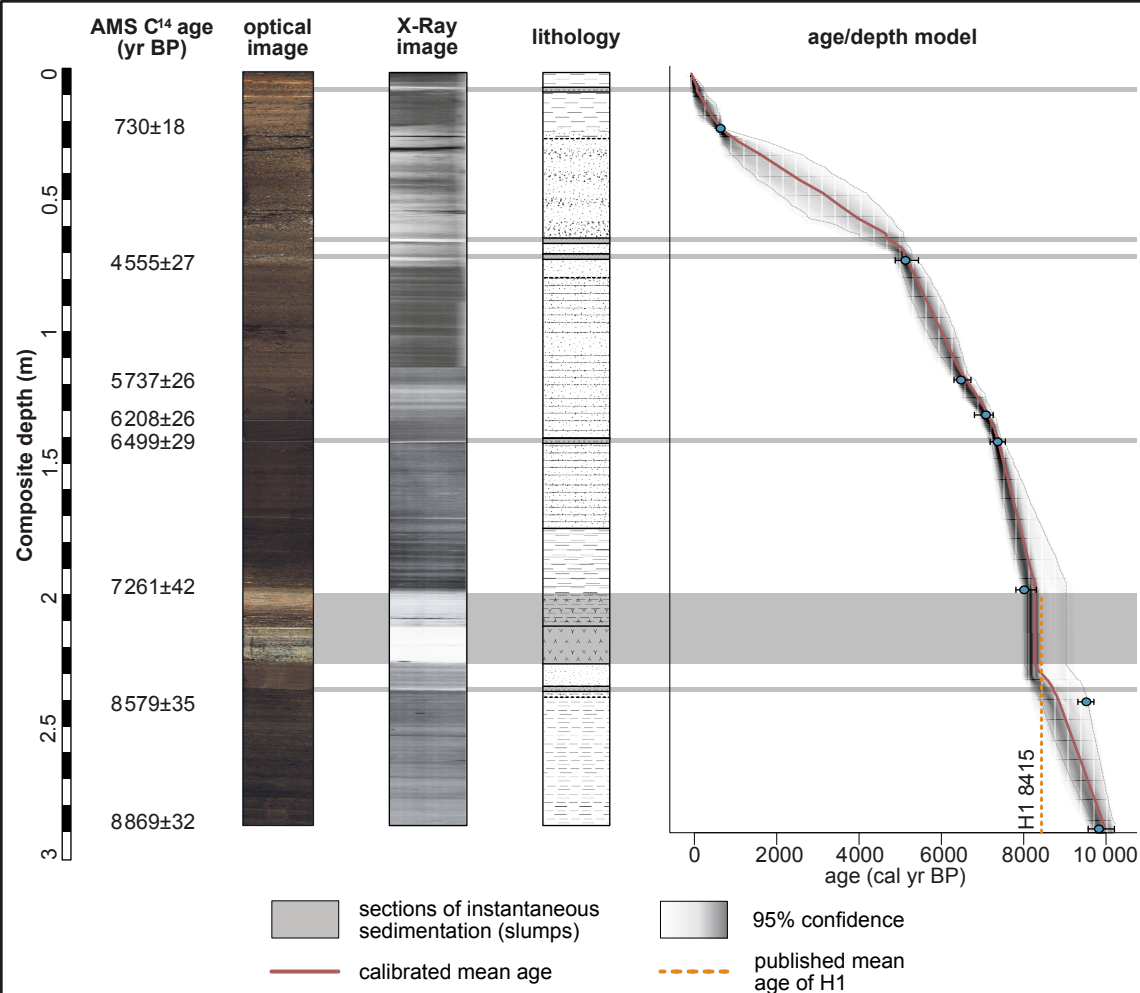 AMS C¹⁴ age
(yr BP)
optical
image
X-Ray
image
lithology
age/depth model
Composite depth (m)
0
0.5
1
1.5
2
2.5
3
730±18
4555±27
5737±26
6208±26
6499±29
7261±42
8579±35
8869±32
H1 8415
0
2000
4000
6000
8000
10 000
age (cal yr BP)
sections of instantaneous
sedimentation (slumps)
95% confidence
calibrated mean age
published mean
age of H1